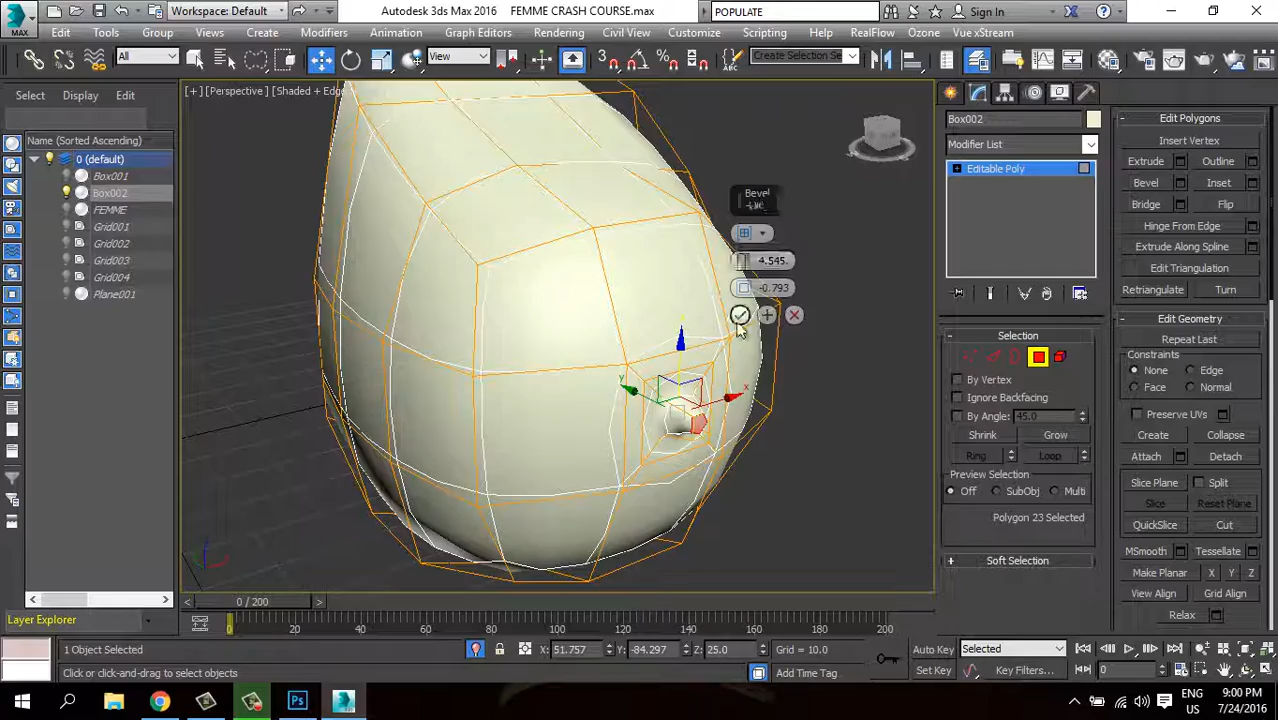 Workspace: Default
Autodesk 3ds Max 2016
FEMME CRASH COURSE.max
POPULATE
Sign In
MAX
Edit
Tools
Group
Views
Create
Modifiers
Animation
Graph Editors
Rendering
Civil View
Customize
Scripting
Help
RealFlow
Ozone
Vue xStream
All
View
Create Selection Se
Select
Display
Edit
Name (Sorted Ascending)
0 (default)
Box001
Box002
FEMME
Grid001
Grid002
Grid003
Grid004
Plane001
Layer Explorer
[+] [Perspective] [Shaded + Edge
Bevel
4.545
-0.793
x
y
Box002
Modifier List
Editable Poly
Selection
By Vertex
Ignore Backfacing
By Angle: 45.0
Shrink
Grow
Ring
Loop
Preview Selection
Off
SubObj
Multi
Polygon 23 Selected
Soft Selection
Edit Polygons
Insert Vertex
Extrude
Outline
Bevel
Inset
Bridge
Flip
Hinge From Edge
Extrude Along Spline
Edit Triangulation
Retriangulate
Turn
Edit Geometry
Repeat Last
Constraints
None
Edge
Face
Normal
Preserve UVs
Create
Collapse
Attach
Detach
Slice Plane
Split
Slice
Reset Plane
QuickSlice
Cut
MSmooth
Tessellate
Make Planar
X
Y
Z
View Align
Grid Align
Relax
0 / 200
0
20
40
60
80
100
120
140
160
180
200
1 Object Selected
X: 51.757
Y: -84.297
Z: 25.0
Grid = 10.0
Auto Key
Selected
Click or click-and-drag to select objects
Add Time Tag
Set Key
Key Filters...
0
ENG
US
9:00 PM
7/24/2016